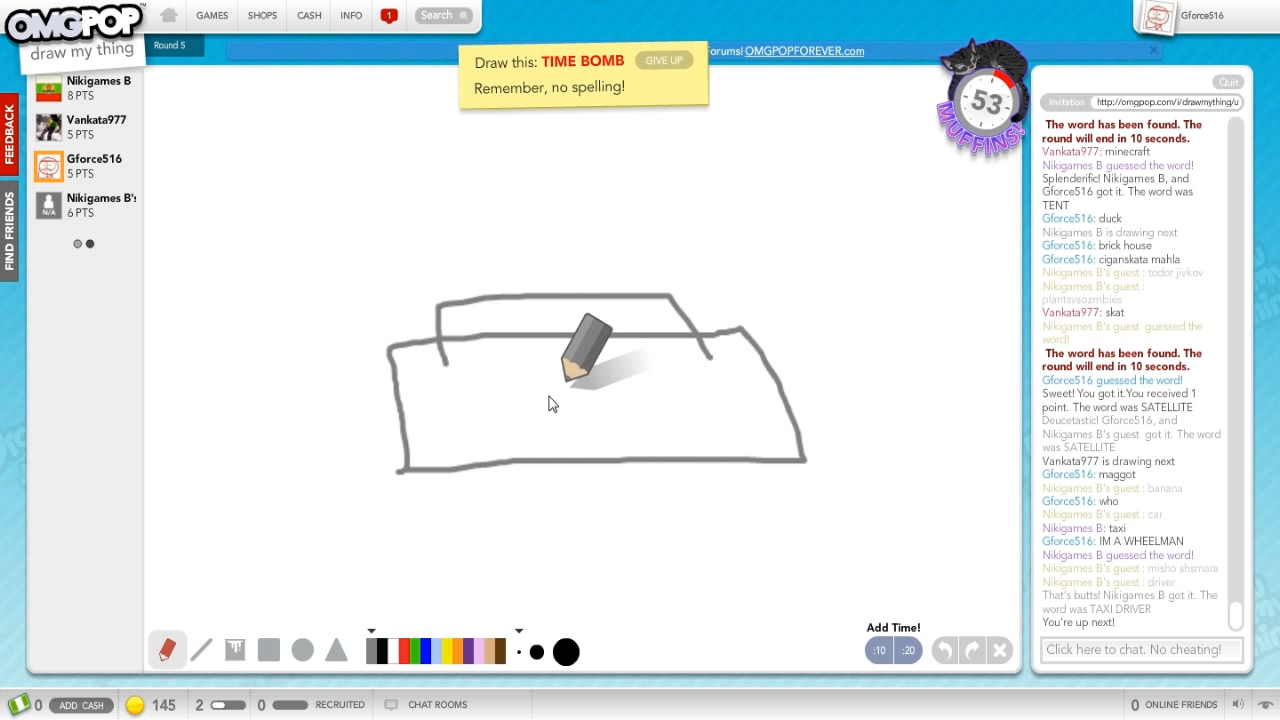 OMGPOP™
draw my thing
GAMES
SHOPS
CASH
INFO
1
Search
Gforce516
Round 5
Forums! OMGPOPFOREVER.com
Draw this: TIME BOMB
GIVE UP
Remember, no spelling!
53
MUFFINS!
FEEDBACK
FIND FRIENDS
Nikigames B
8 PTS
Vankata977
5 PTS
Gforce516
5 PTS
Nikigames B's
N/A
6 PTS
Quit
Invitation
http://omgpop.com/i/drawmything/u
The word has been found. The
round will end in 10 seconds.
Vankata977: minecraft
Nikigames B guessed the word!
Splenderific! Nikigames B, and
Gforce516 got it. The word was
TENT
Gforce516: duck
Nikigames B is drawing next
Gforce516: brick house
Gforce516: ciganskata mahla
Nikigames B's guest : todor jivkov
Nikigames B's guest :
plantsvsozmbies
Vankata977: skat
Nikigames B's guest guessed the
word!
The word has been found. The
round will end in 10 seconds.
Gforce516 guessed the word!
Sweet! You got it.You received 1
point. The word was SATELLITE
Deucetastic! Gforce516, and
Nikigames B's guest got it. The word
was SATELLITE
Vankata977 is drawing next
Gforce516: maggot
Nikigames B's guest : banana
Gforce516: who
Nikigames B's guest : car
Nikigames B: taxi
Gforce516: IM A WHEELMAN
Nikigames B guessed the word!
Nikigames B's guest : misho shsmara
Nikigames B's guest : driver
That's butts! Nikigames B got it. The
word was TAXI DRIVER
You're up next!
Click here to chat. No cheating!
Add Time!
:10
:20
0
ADD CASH
145
2
0
RECRUITED
CHAT ROOMS
0 ONLINE FRIENDS